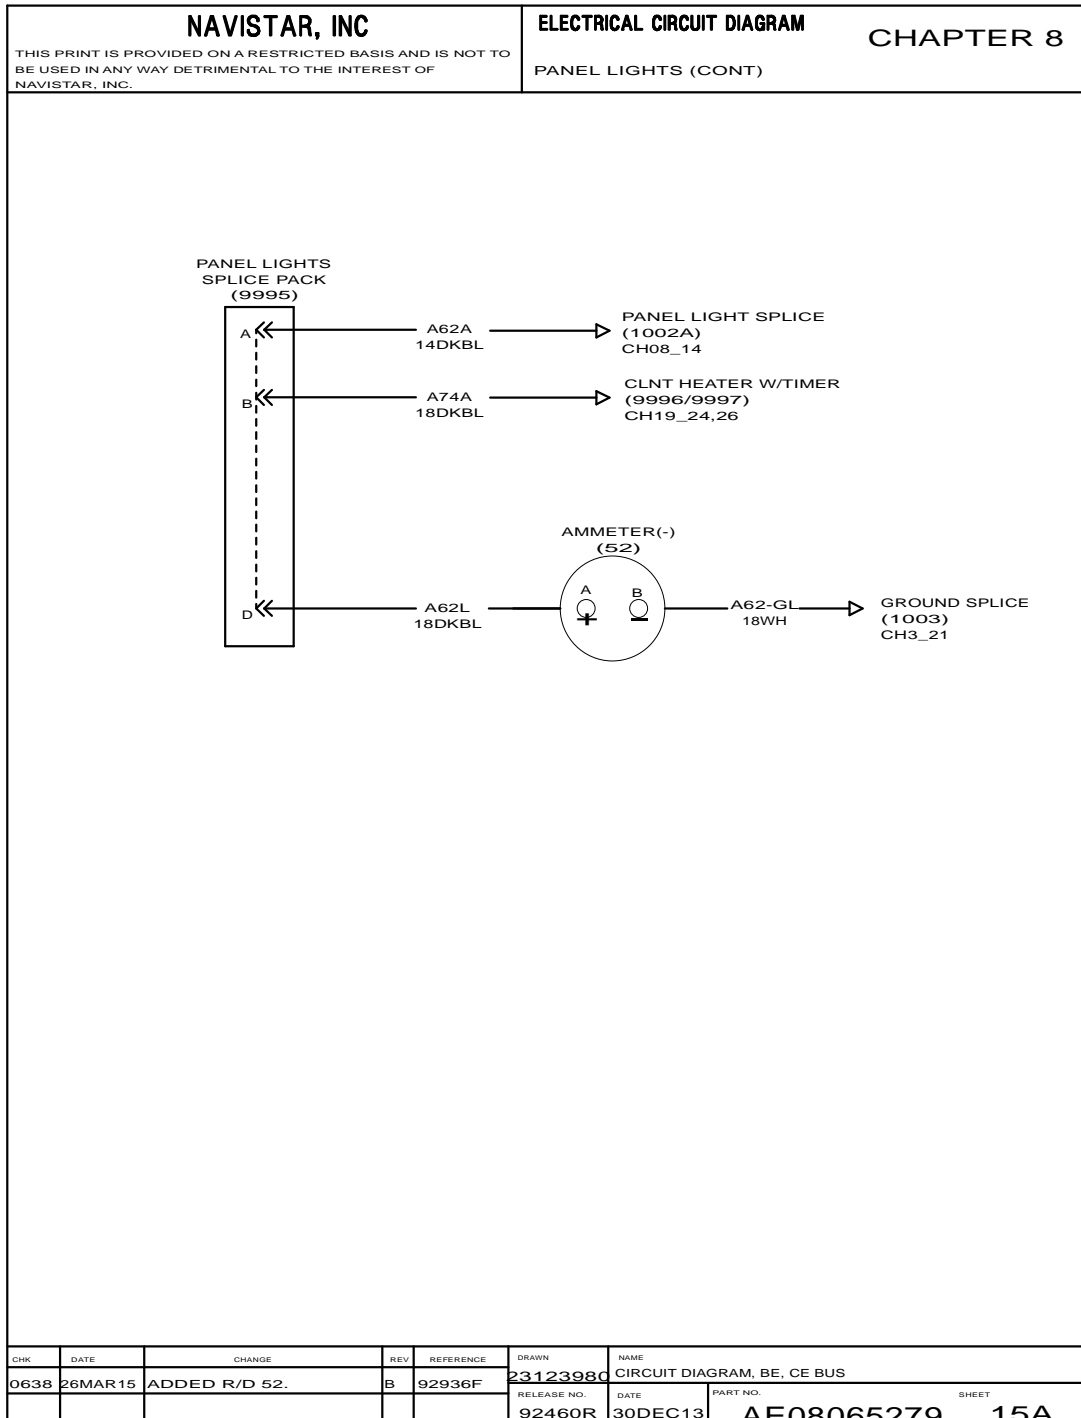 NAVISTAR, INC
THIS PRINT IS PROVIDED ON A RESTRICTED BASIS AND IS NOT TO
BE USED IN ANY WAY DETRIMENTAL TO THE INTEREST OF
NAVISTAR, INC.
ELECTRICAL CIRCUIT DIAGRAM
CHAPTER 8
PANEL LIGHTS (CONT)
PANEL LIGHTS
SPLICE PACK
(9995)
A
A62A
14DKBL
PANEL LIGHT SPLICE
(1002A)
CH08_14
B
A74A
18DKBL
CLNT HEATER W/TIMER
(9996/9997)
CH19_24,26
AMMETER(-)
(52)
D
A62L
18DKBL
A
B
A62-GL
18WH
GROUND SPLICE
(1003)
CH3_21
CHK DATE CHANGE REV REFERENCE
0638 26MAR15 ADDED R/D 52. B 92936F
DRAWN
23123980
NAME
CIRCUIT DIAGRAM, BE, CE BUS
RELEASE NO.
92460R
DATE
30DEC13
PART NO.
AE08065279
SHEET
15A